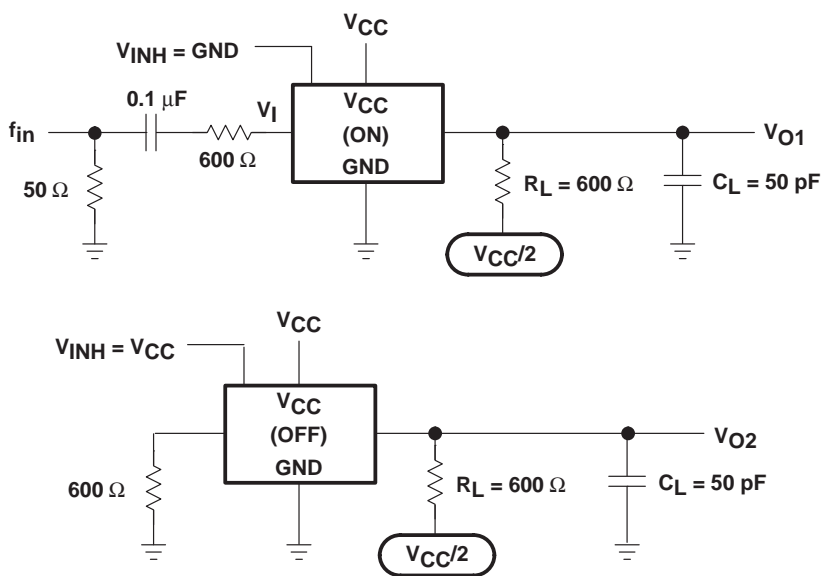 VCC
VINH = GND
0.1 μF
VI
VCC
(ON)
GND
fin
600 Ω
50 Ω
VO1
RL = 600 Ω
CL = 50 pF
VCC/2
VCC
VINH = VCC
VCC
(OFF)
GND
VO2
600 Ω
RL = 600 Ω
CL = 50 pF
VCC/2